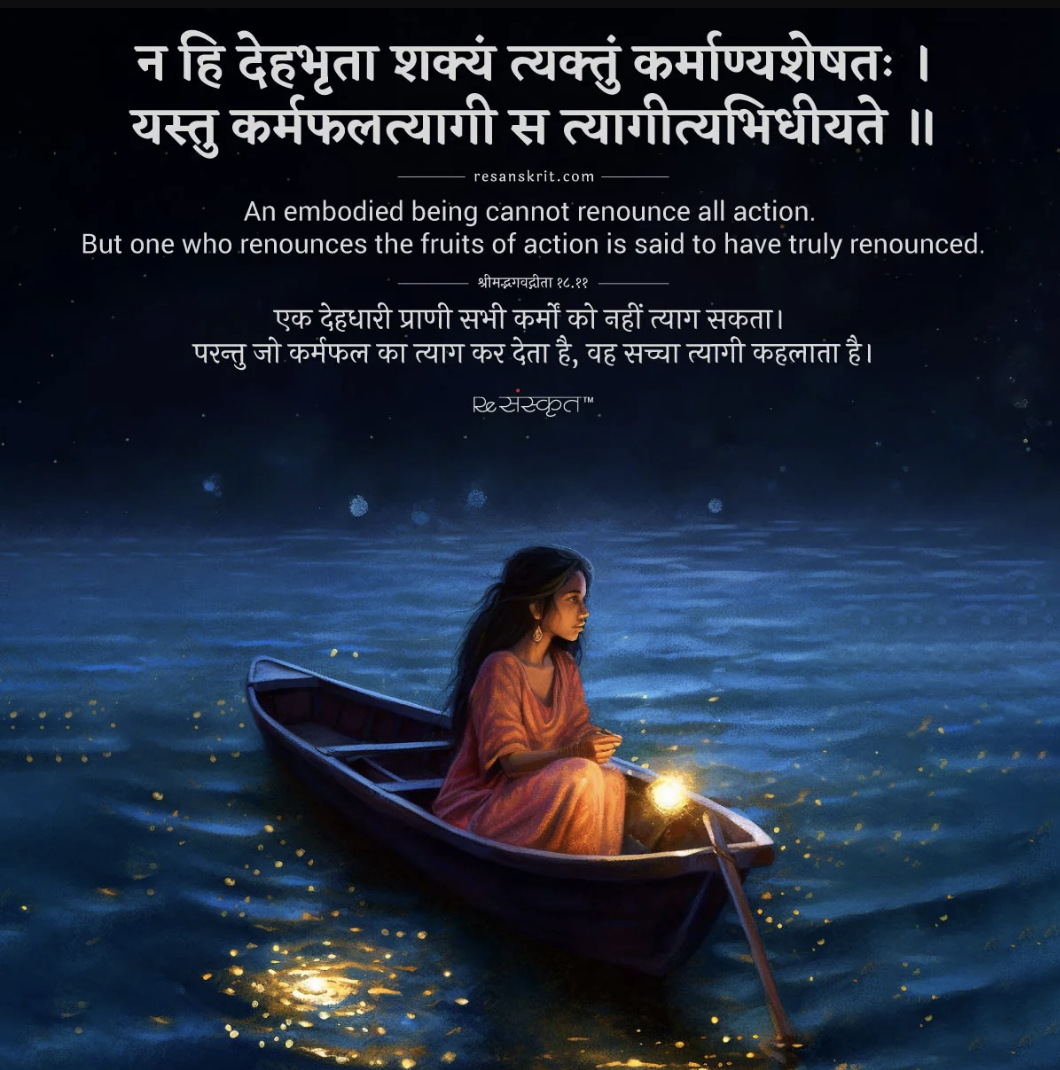 न हि देहभृता शक्यं त्यक्तुं कर्माण्यशेषतः ।
यस्तु कर्मफलत्यागी स त्यागीत्यभिधीयते ॥
resanskrit.com
An embodied being cannot renounce all action.
But one who renounces the fruits of action is said to have truly renounced.
श्रीमद्भगवद्गीता १८.११
एक देहधारी प्राणी सभी कर्मों को नहीं त्याग सकता।
परन्तु जो कर्मफल का त्याग कर देता है, वह सच्चा त्यागी कहलाता है।
Reसंस्कृत™